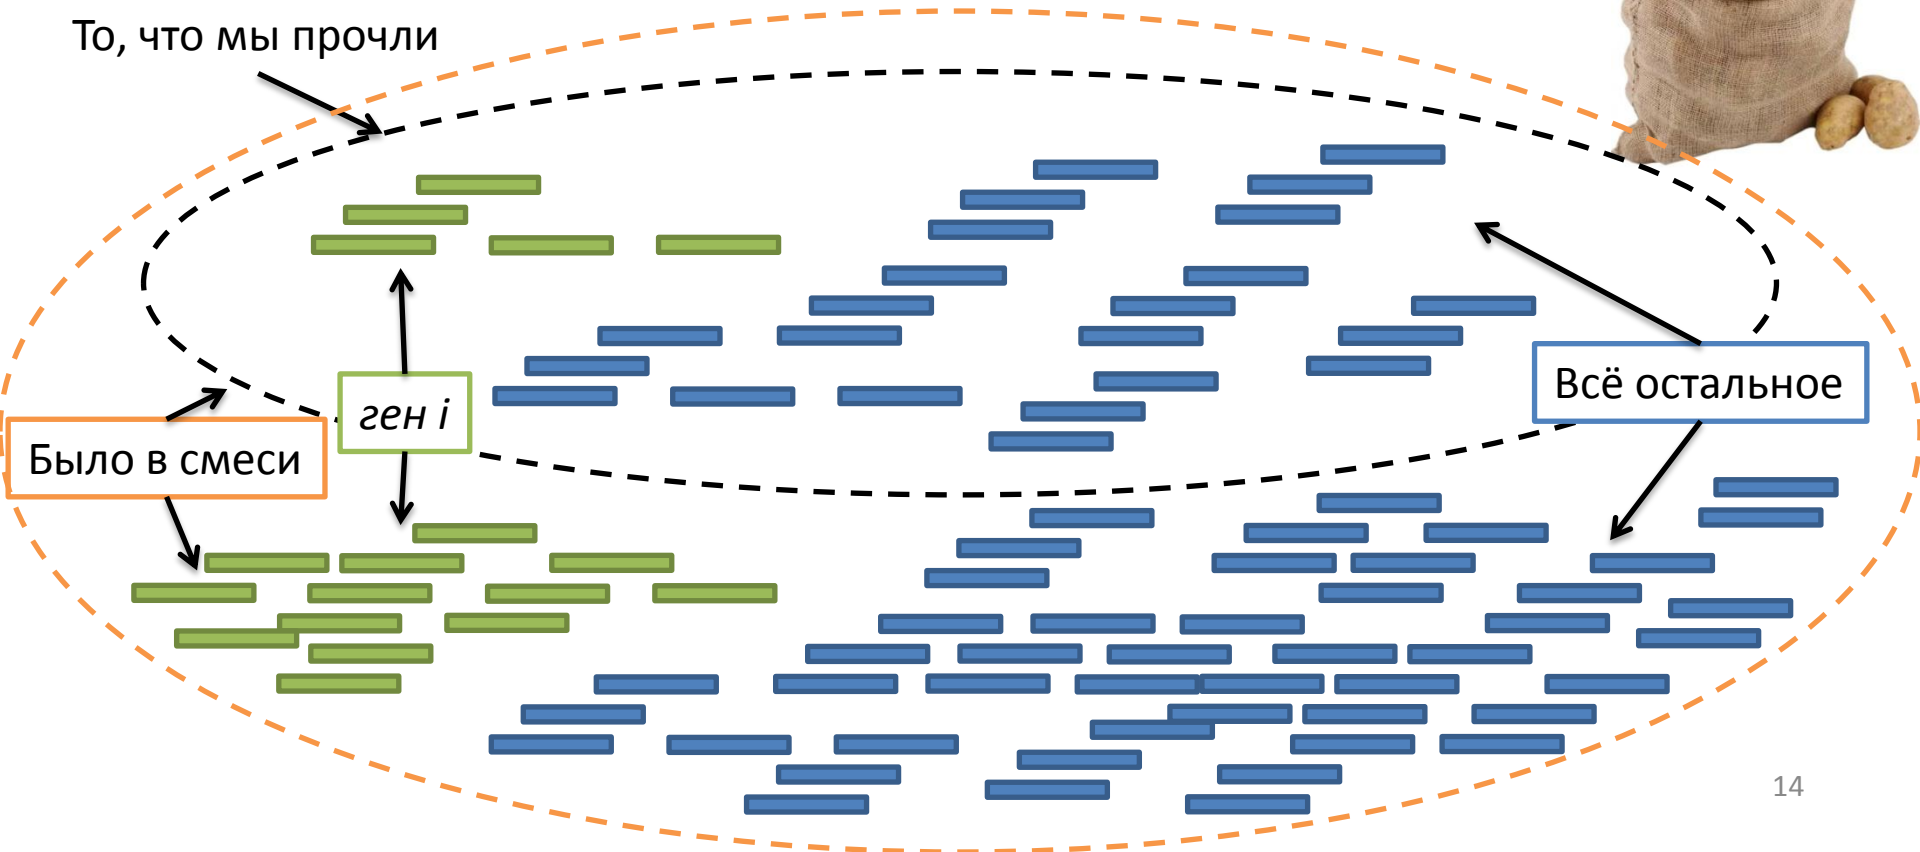 То, что мы прочли
ген i
Всё остальное
Было в смеси
14